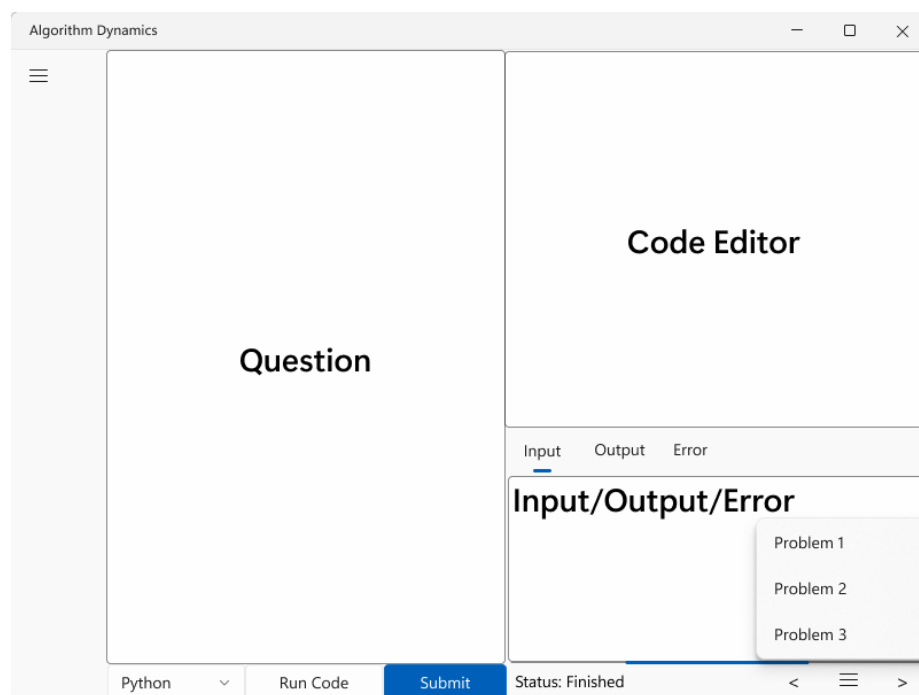 Algorithm Dynamics
Question
Code Editor
Input Output Error
Input/Output/Error
Problem 1
Problem 2
Problem 3
Python Run Code Submit Status: Finished < >